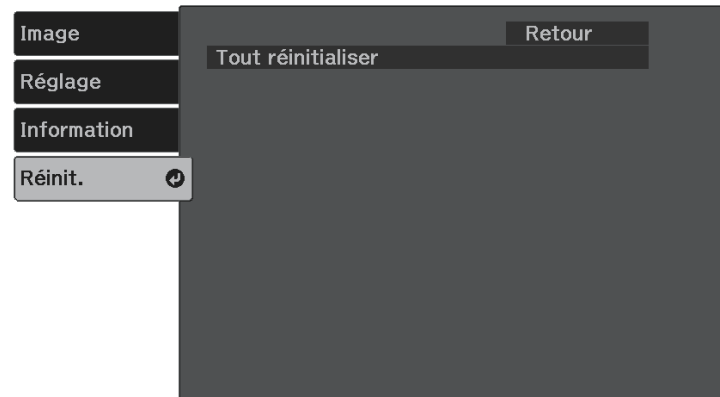 Image
Réglage
Information
Réinit.
Retour
Tout réinitialiser